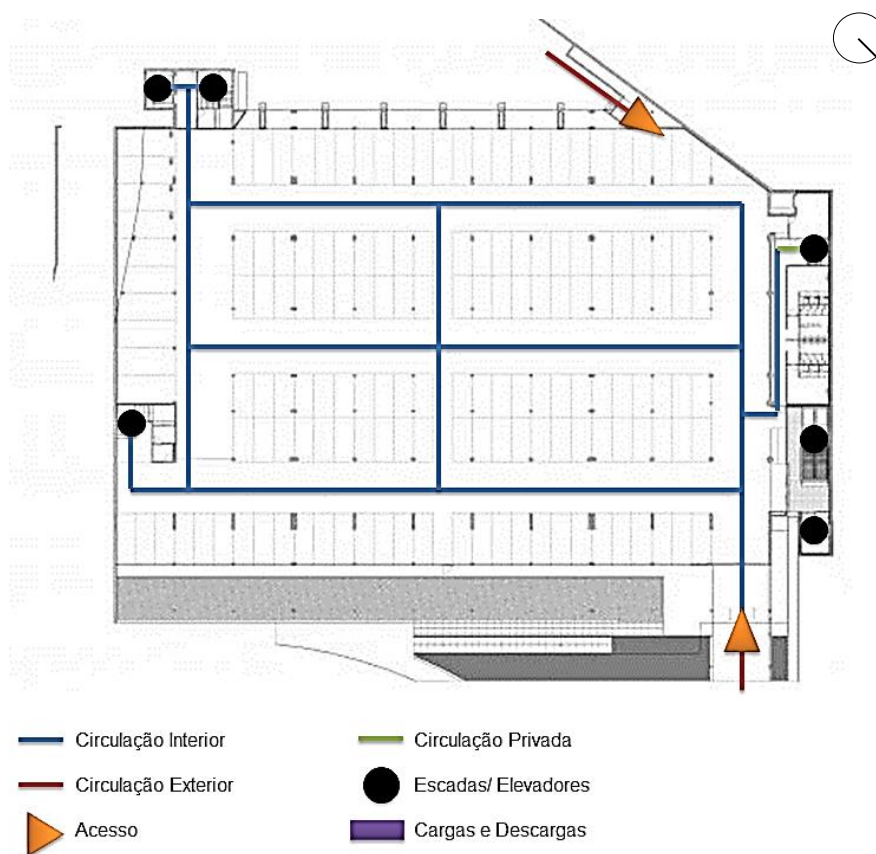 Circulação Interior
Circulação Privada
Circulação Exterior
Escadas/ Elevadores
Acesso
Cargas e Descargas